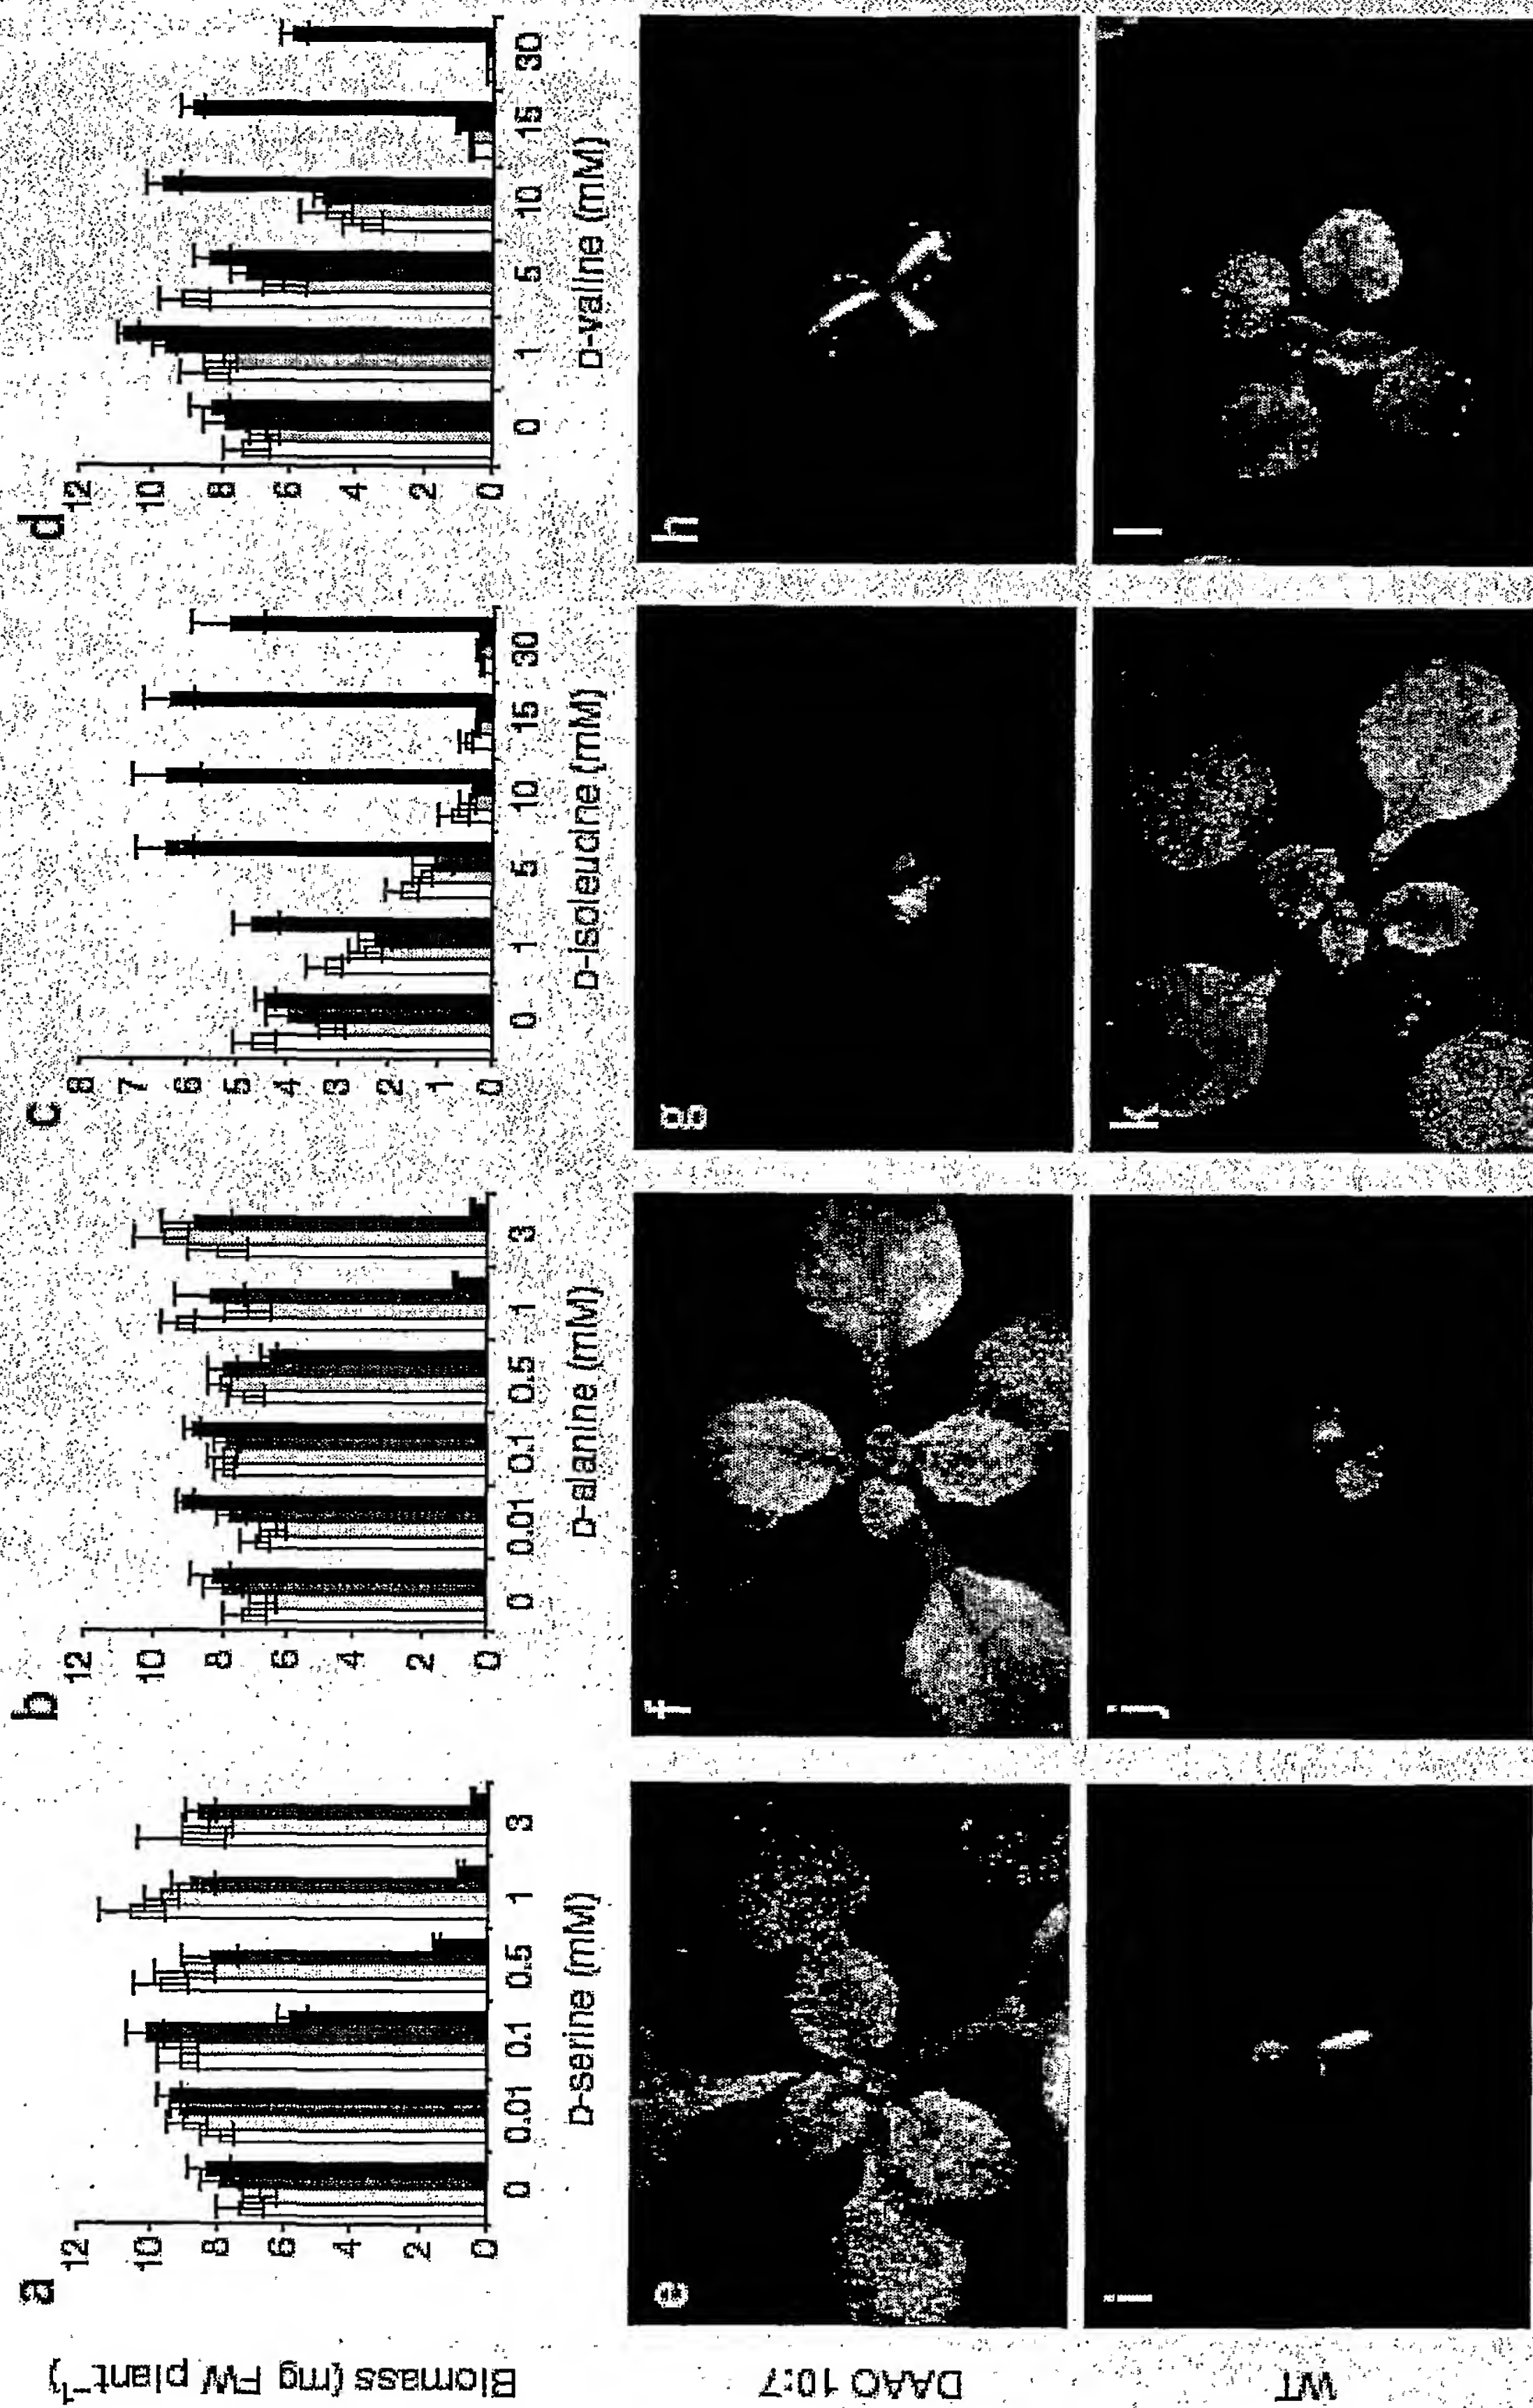 a
b
c
d
Biomass (mg FW plant⁻¹)
12
10
8
6
4
2
0
0 0.01 0.1 0.5 1 3
D-serine (mM)
12
10
8
6
4
2
0
0 0.01 0.1 0.5 1 3
D-alanine (mM)
8
7
6
5
4
3
2
1
0
0 1 5 10 15 30
D-isoleucine (mM)
12
10
8
6
4
2
0
0 1 5 10 15 30
D-valine (mM)
DAAO 10:7
e
f
g
h
WT
i
j
k
l